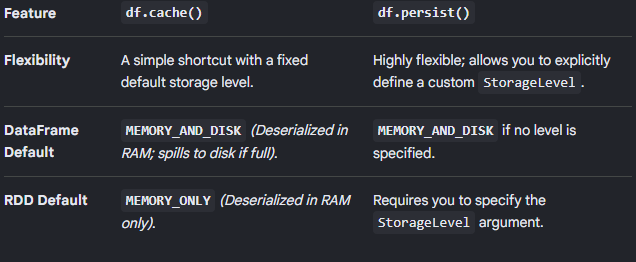 Feature df.cache() df.persist()
Flexibility A simple shortcut with a fixed Highly flexible; allows you to explicitly
default storage level. define a custom StorageLevel.
DataFrame MEMORY_AND_DISK (Deserialized in MEMORY_AND_DISK if no level is
Default RAM; spills to disk if full). specified.
RDD Default MEMORY_ONLY (Deserialized in RAM Requires you to specify the
only). StorageLevel argument.